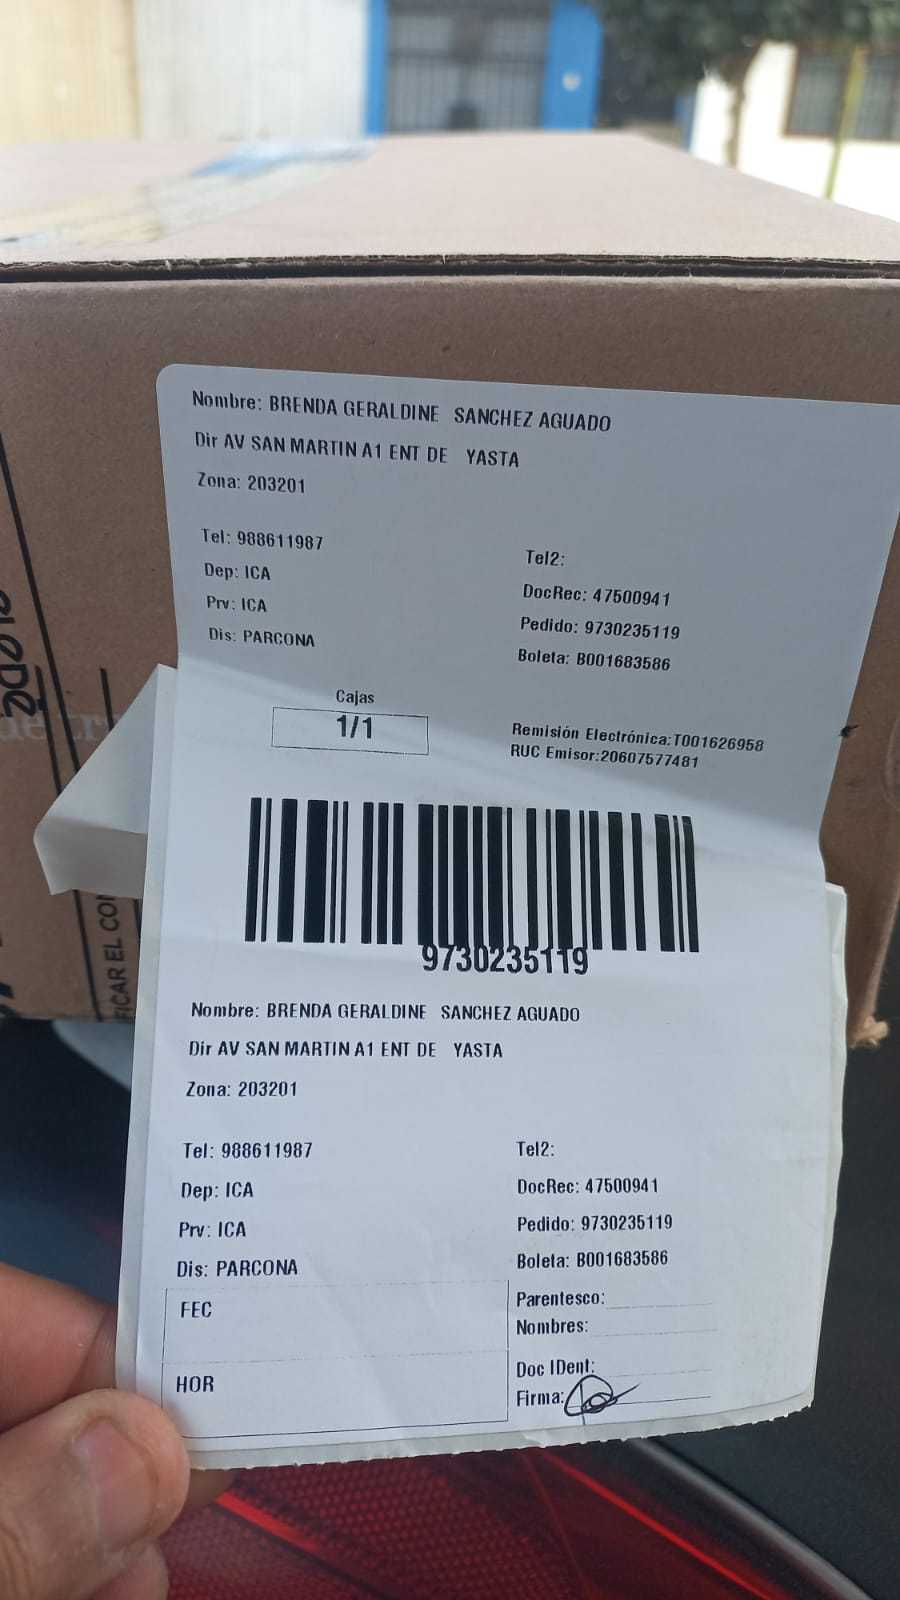 Nombre: BRENDA GERALDINE SANCHEZ AGUADO
Dir AV SAN MARTIN A1 ENT DE YASTA
Zona: 203201
Tel: 988611987
Tel2:
Dep: ICA
DocRec: 47500941
Prv: ICA
Pedido: 9730235119
Dis: PARCONA
Boleta: B001683586
Cajas
1/1
Remisión Electrónica:T001626958
RUC Emisor:20607577481
9730235119
Nombre: BRENDA GERALDINE SANCHEZ AGUADO
Dir AV SAN MARTIN A1 ENT DE YASTA
Zona: 203201
Tel: 988611987
Tel2:
Dep: ICA
DocRec: 47500941
Prv: ICA
Pedido: 9730235119
Dis: PARCONA
Boleta: B001683586
FEC
Parentesco:
Nombres:
HOR
Doc IDent:
Firma:
FICAR EL CO